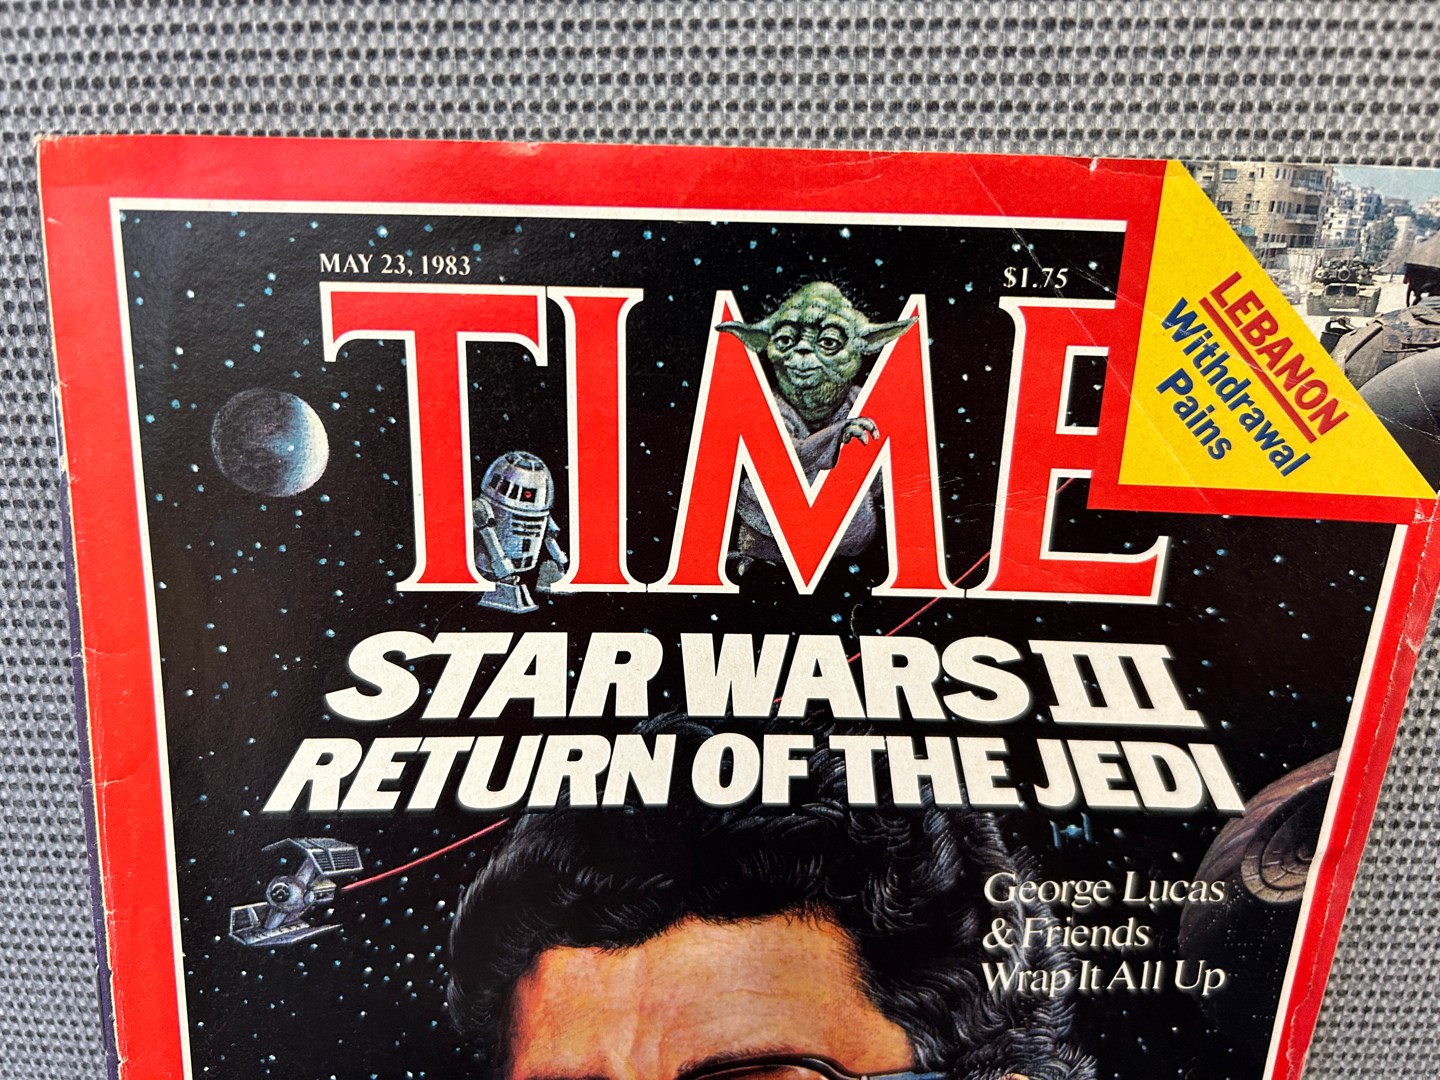 MAY 23, 1983
$1.75
TIME
LEBANON
Withdrawal
Pains
STAR WARS III
RETURN OF THE JEDI
George Lucas
& Friends
Wrap It All Up